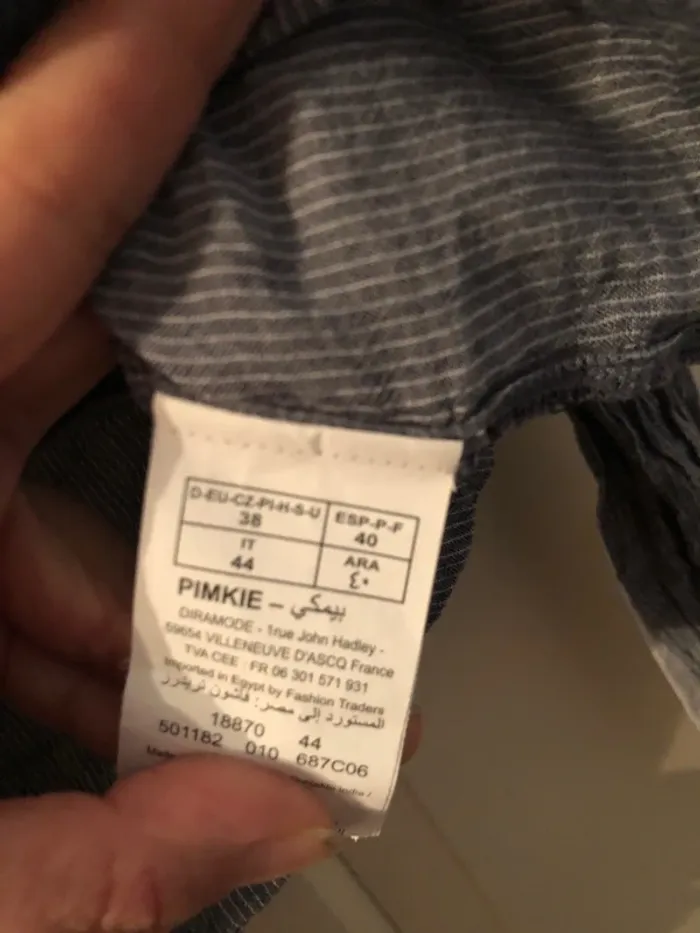 D-EU-CZ-PI-H-S-U
38
ESP-P-F
40
IT
44
ARA
٤٠
PIMKIE – بيمكي
DIRAMODE - 1rue John Hadley -
59654 VILLENEUVE D'ASCQ France
TVA CEE : FR 06 301 571 931
Imported in Egypt by Fashion Traders
المستورد إلى مصر: فاشون تريدرز
18870 44
501182 010 687C06
Made